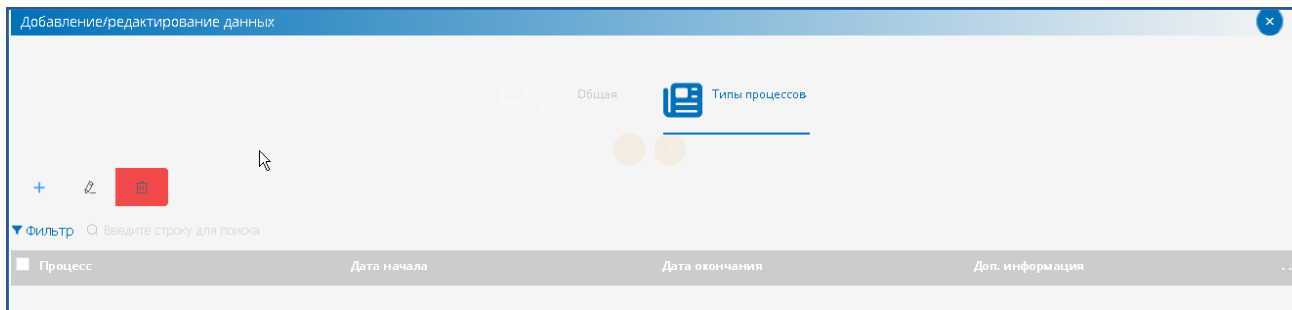 Добавление/редактирование данных
Общая
Типы процессов
Фильтр Введите строку для поиска
Процесс Дата начала Дата окончания Доп. информация ..